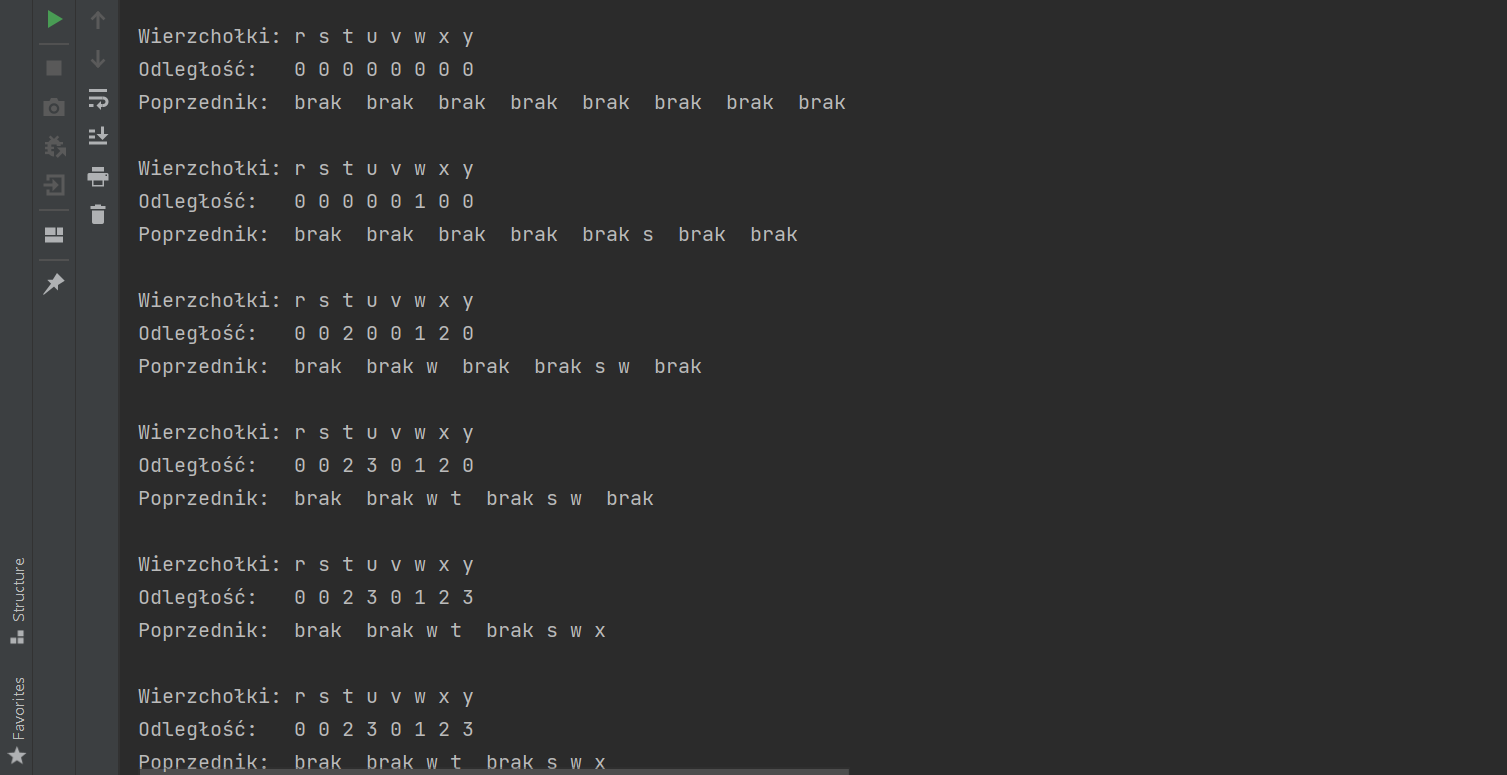 Wierzchołki: r s t u v w x y
Odległość:   0 0 0 0 0 0 0 0
Poprzednik:  brak  brak  brak  brak  brak  brak  brak  brak
Wierzchołki: r s t u v w x y
Odległość:   0 0 0 0 0 1 0 0
Poprzednik:  brak  brak  brak  brak  brak s  brak  brak
Wierzchołki: r s t u v w x y
Odległość:   0 0 2 0 0 1 2 0
Poprzednik:  brak  brak w  brak  brak s w  brak
Wierzchołki: r s t u v w x y
Odległość:   0 0 2 3 0 1 2 0
Poprzednik:  brak  brak w t  brak s w  brak
Wierzchołki: r s t u v w x y
Odległość:   0 0 2 3 0 1 2 3
Poprzednik:  brak  brak w t  brak s w x
Wierzchołki: r s t u v w x y
Odległość:   0 0 2 3 0 1 2 3
Poprzednik:  brak  brak w t  brak s w x
Structure
Favorites